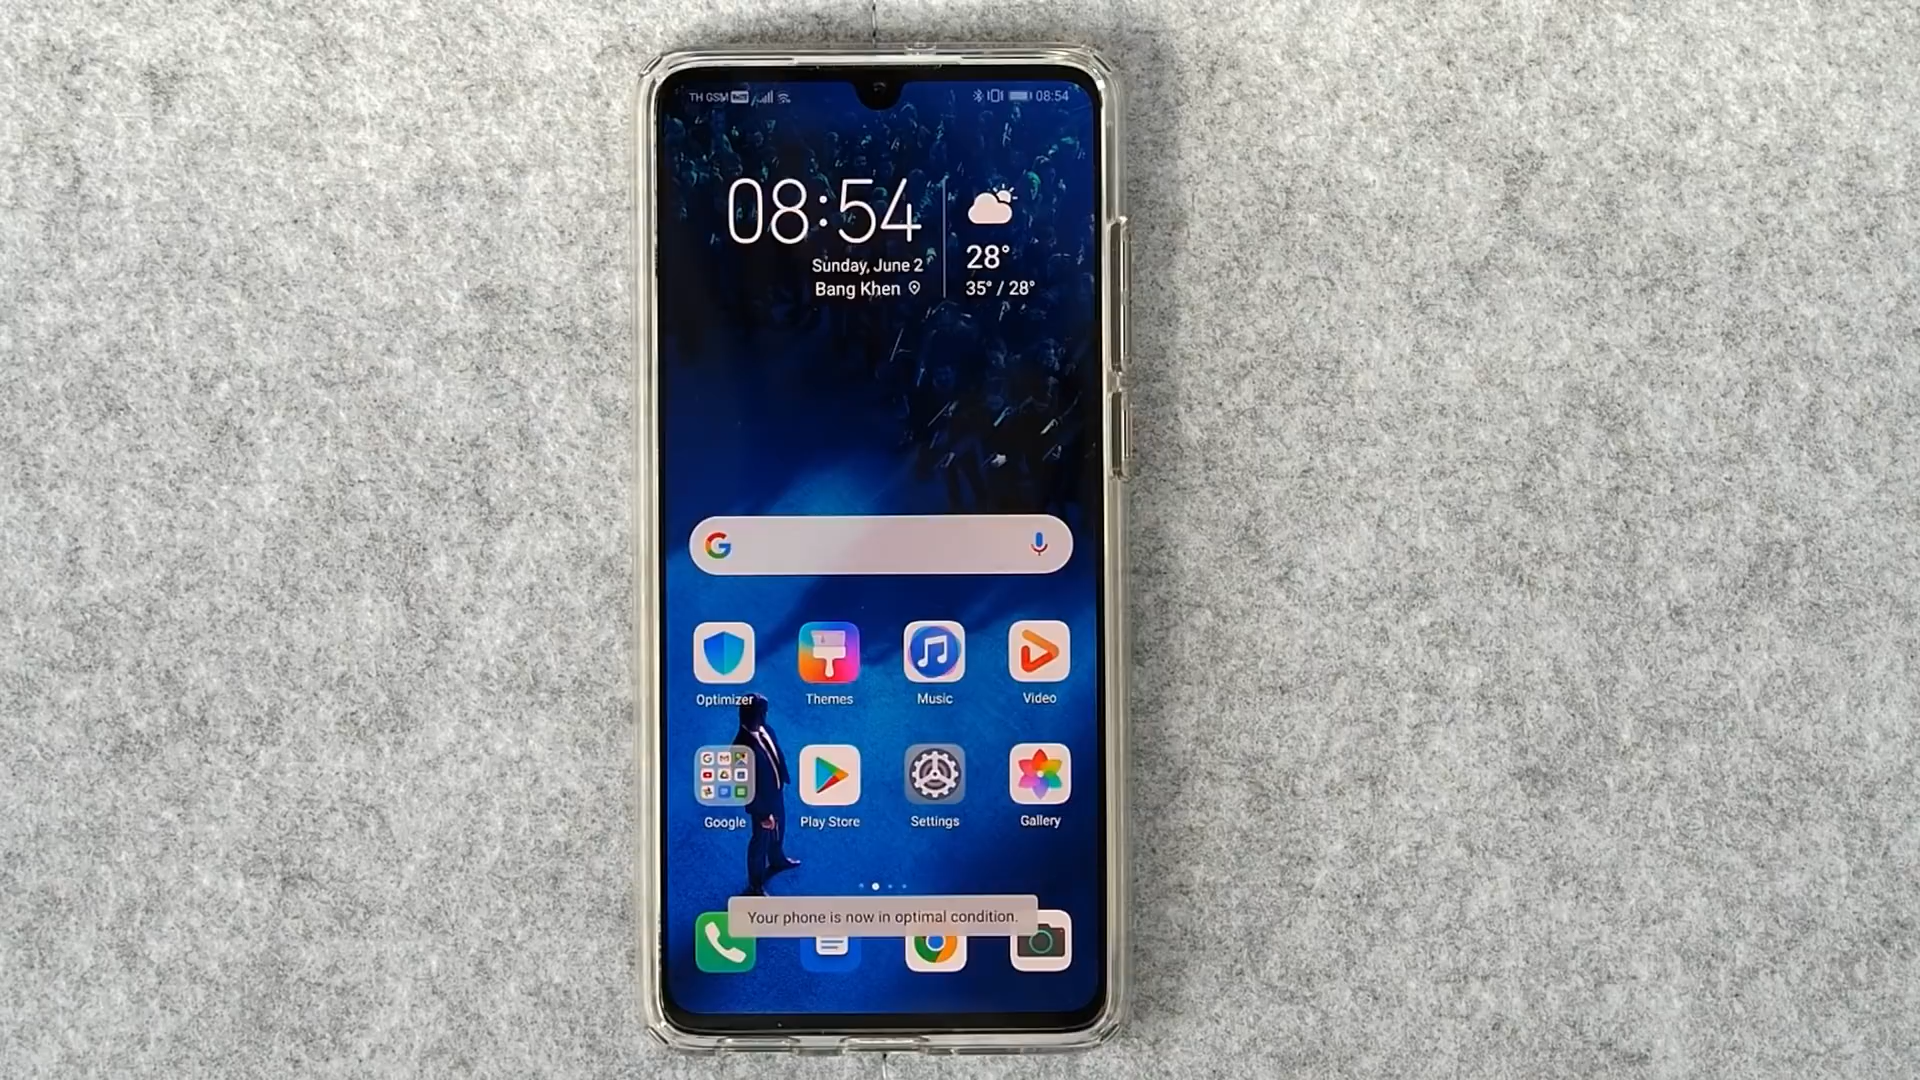 TH GSM
08:54
08:54
Sunday, June 2
Bang Khen
28°
35° / 28°
Optimizer
Themes
Music
Video
Google
Play Store
Settings
Gallery
Your phone is now in optimal condition.